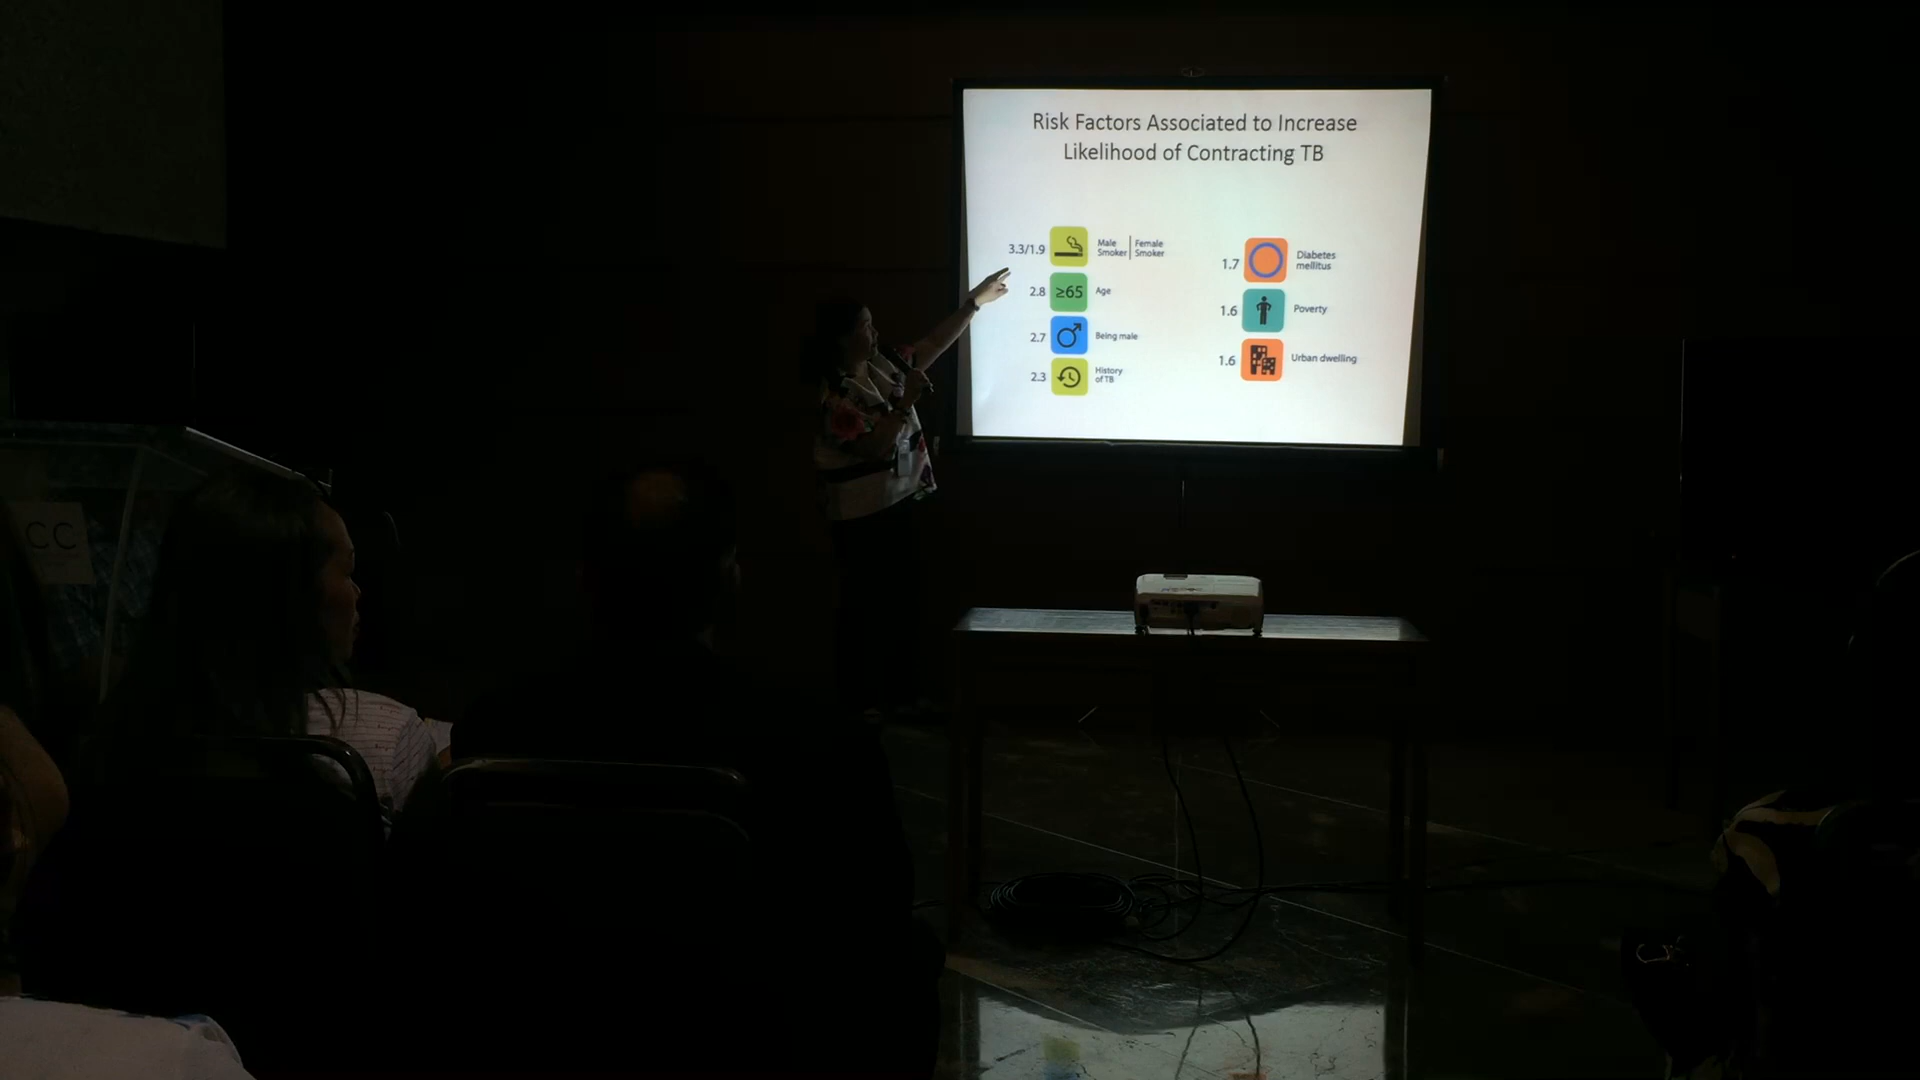 Risk Factors Associated to Increase
Likelihood of Contracting TB
3.3/1.9
Male
Smoker
Female
Smoker
2.8
≥65
Age
2.7
Being male
2.3
History
of TB
1.7
Diabetes
mellitus
1.6
Poverty
1.6
Urban dwelling
CC